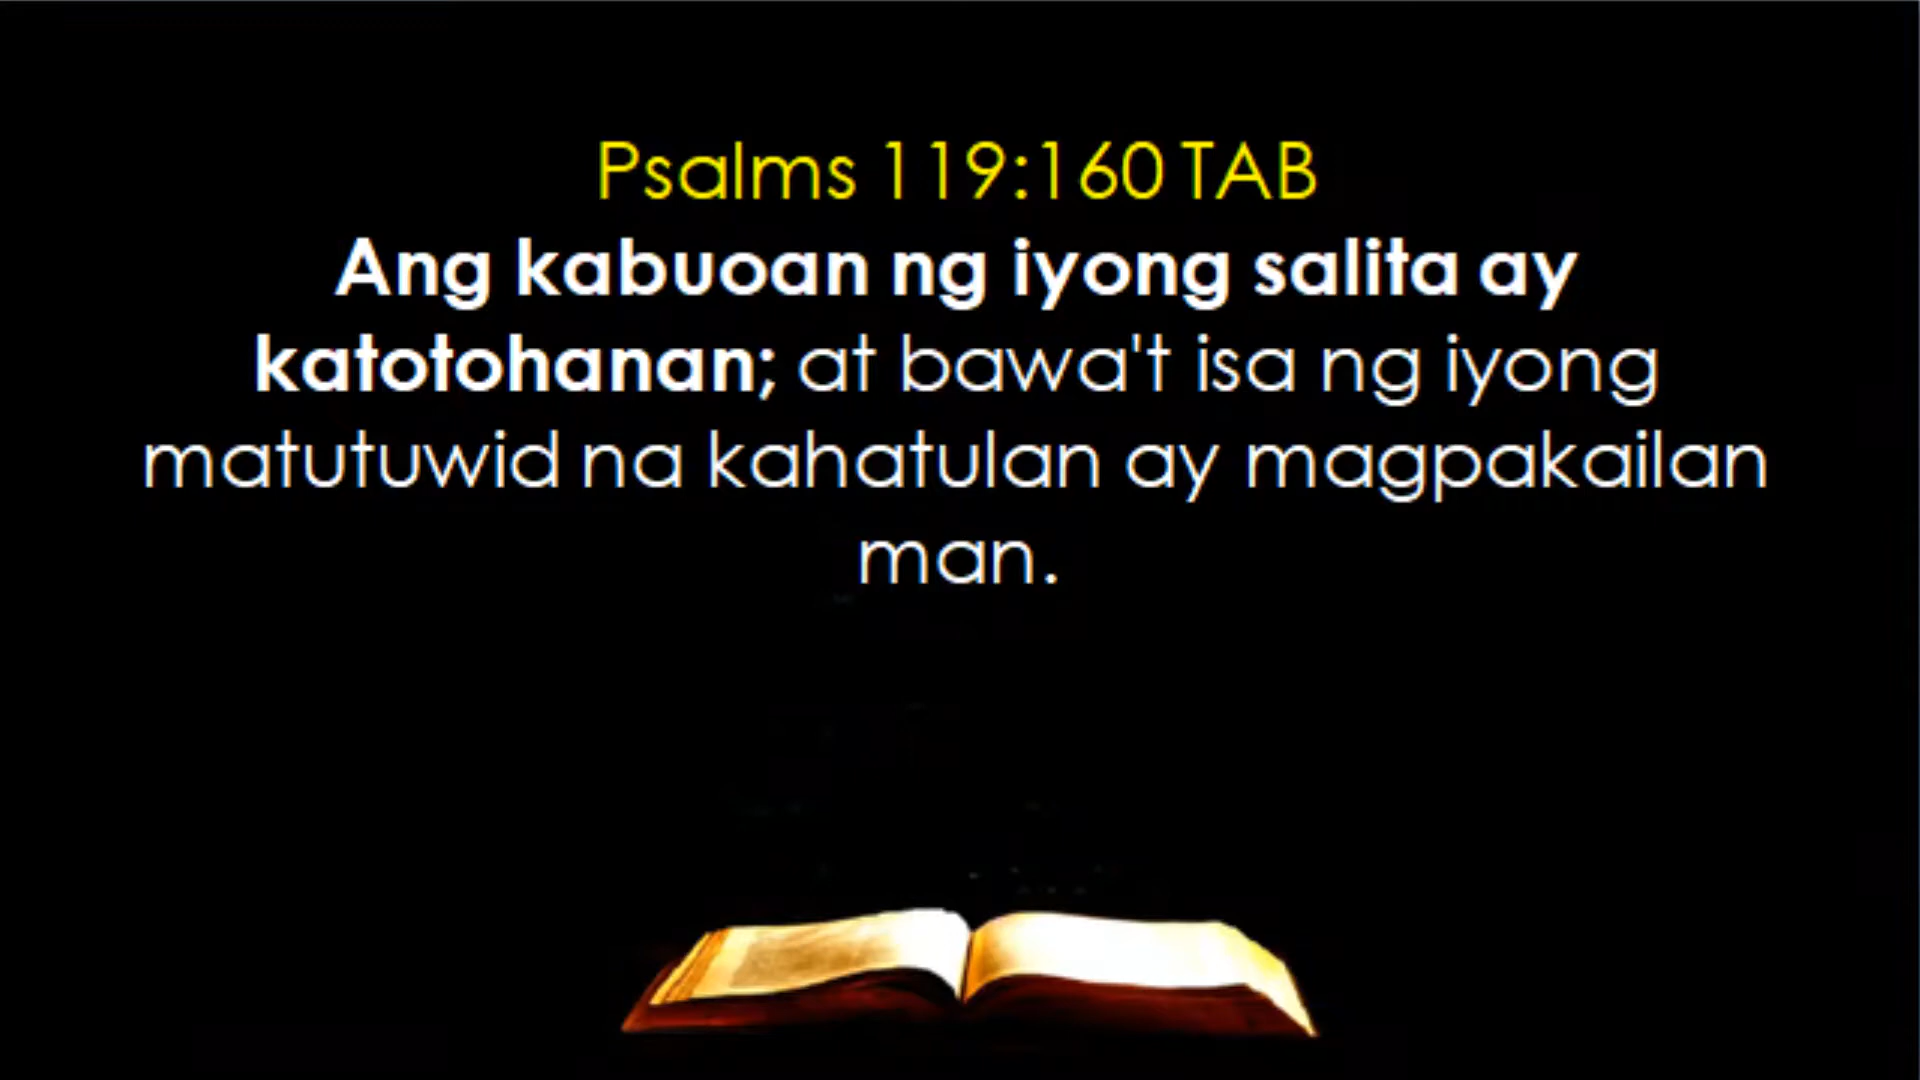 Psalms 119:160 TAB
Ang kabuoan ng iyong salita ay
katotohanan; at bawa't isa ng iyong
matutuwid na kahatulan ay magpakailan
man.